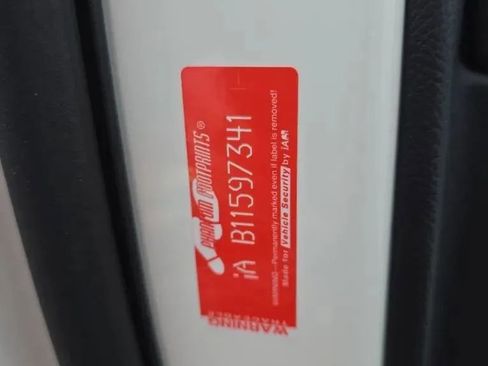 PHANTOM FOOTPRINTS®
iA B11597341
WARNING—Permanently marked even if label is removed!
Made for Vehicle Security by iAM
WARNING
TRACEABLE